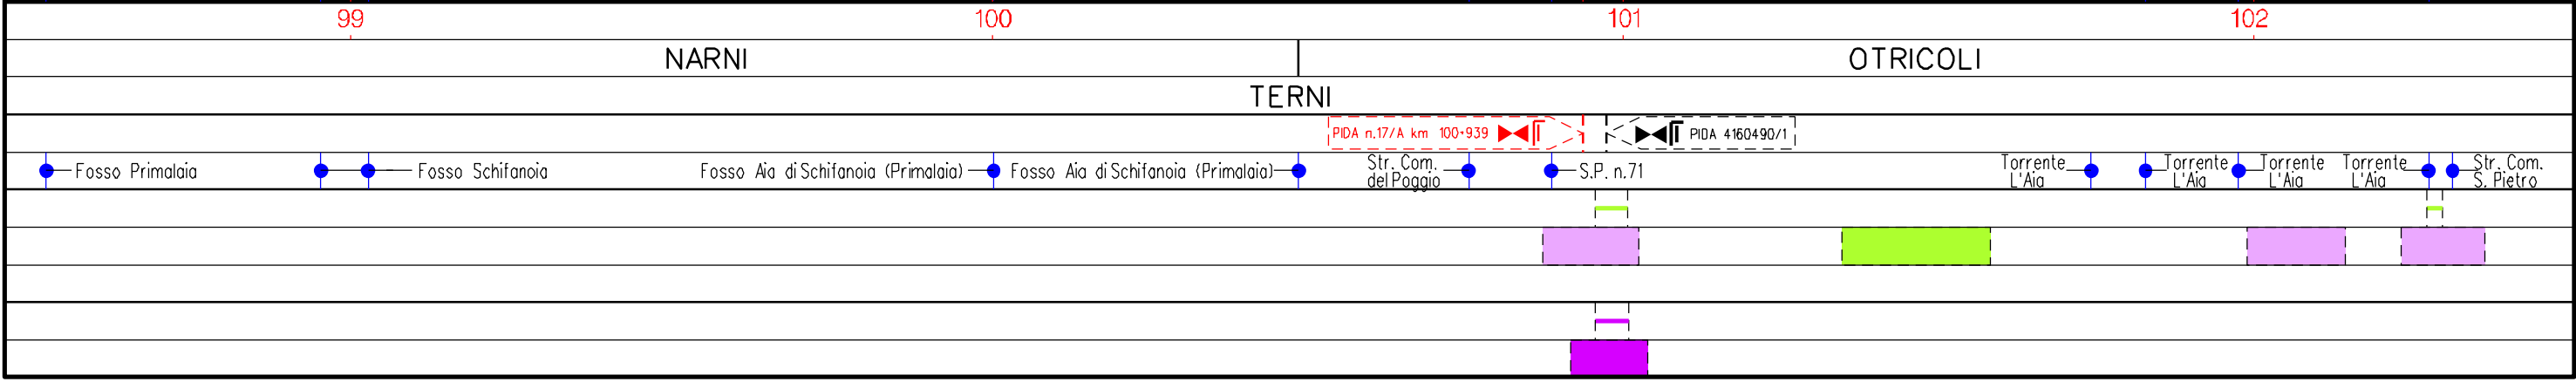 99 100 101 102
NARNI OTRICOLI
TERNI
PIDA n.17/A km 100+939 PIDA 4160490/1
Fosso Primalaia
Fosso Schifanoia
Fosso Aia di Schifanoia (Primalaia)
Fosso Aia di Schifanoia (Primalaia)
Str. Com.
del Poggio
S.P. n.71
Torrente
L'Aia
Torrente
L'Aia
Torrente
L'Aia
Torrente
L'Aia
Str. Com.
S. Pietro